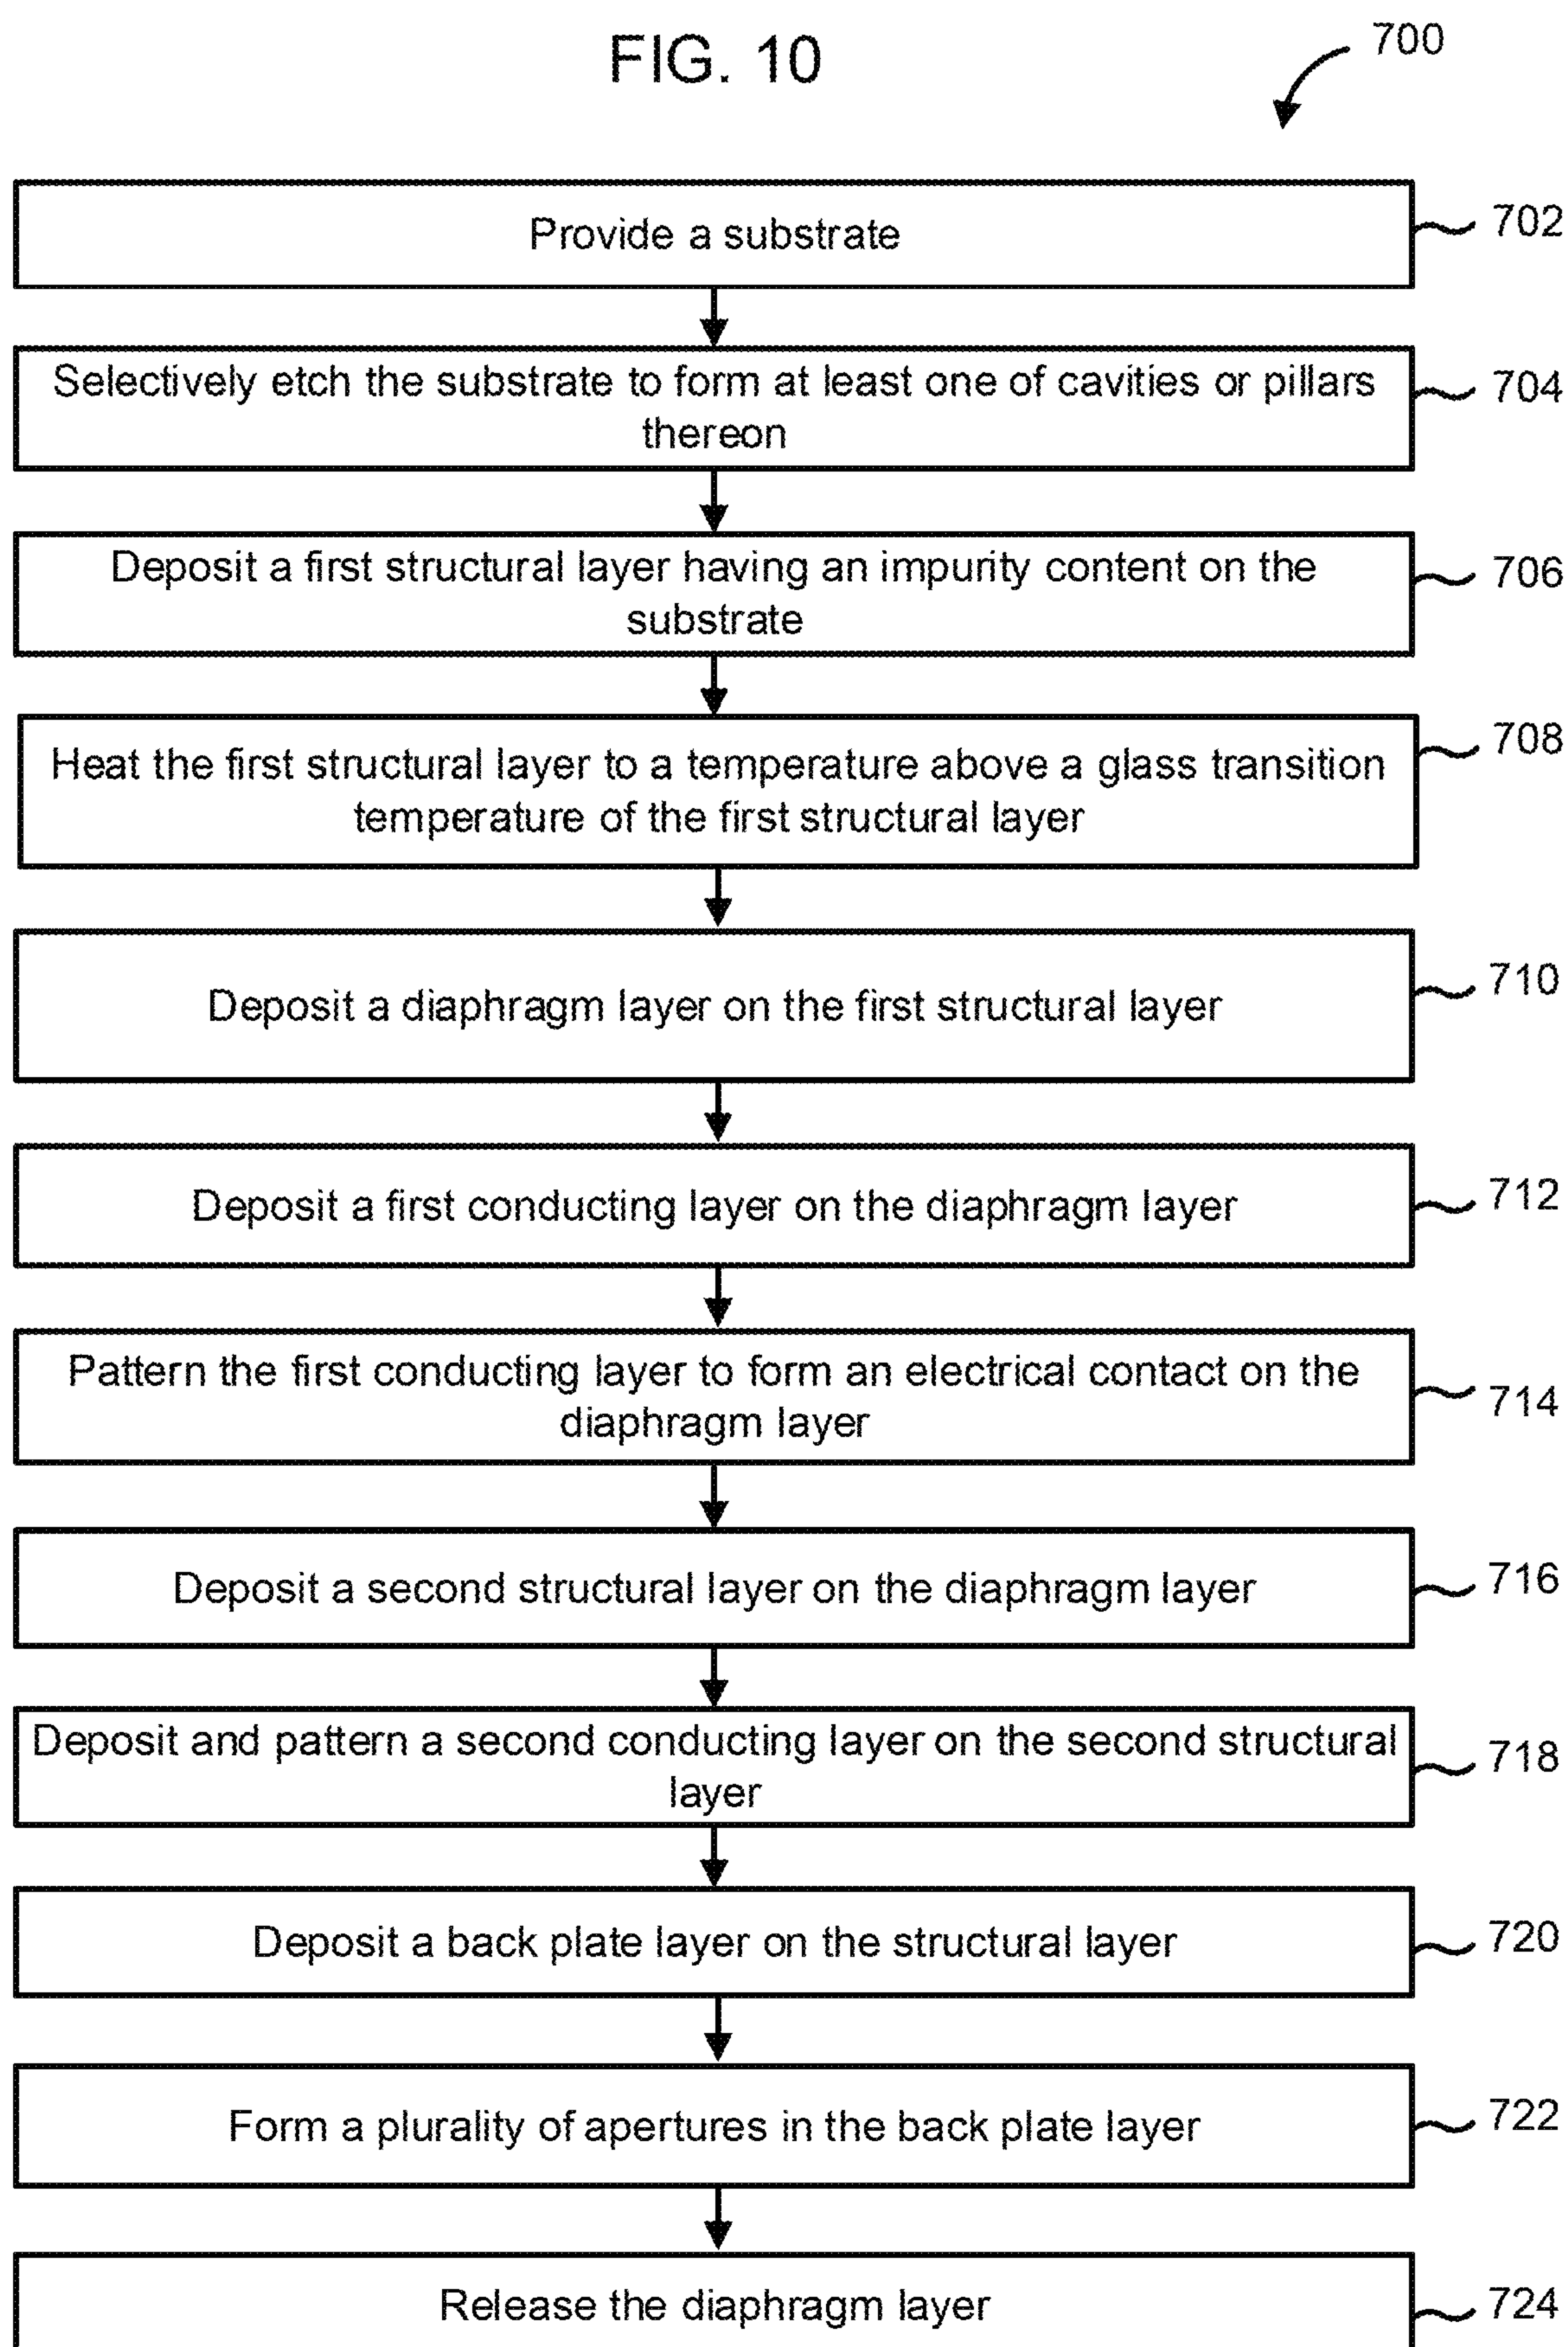 FIG. 10
700
Provide a substrate
702
Selectively etch the substrate to form at least one of cavities or pillars
thereon
704
Deposit a first structural layer having an impurity content on the
substrate
706
Heat the first structural layer to a temperature above a glass transition
temperature of the first structural layer
708
Deposit a diaphragm layer on the first structural layer
710
Deposit a first conducting layer on the diaphragm layer
712
Pattern the first conducting layer to form an electrical contact on the
diaphragm layer
714
Deposit a second structural layer on the diaphragm layer
716
Deposit and pattern a second conducting layer on the second structural
layer
718
Deposit a back plate layer on the structural layer
720
Form a plurality of apertures in the back plate layer
722
Release the diaphragm layer
724